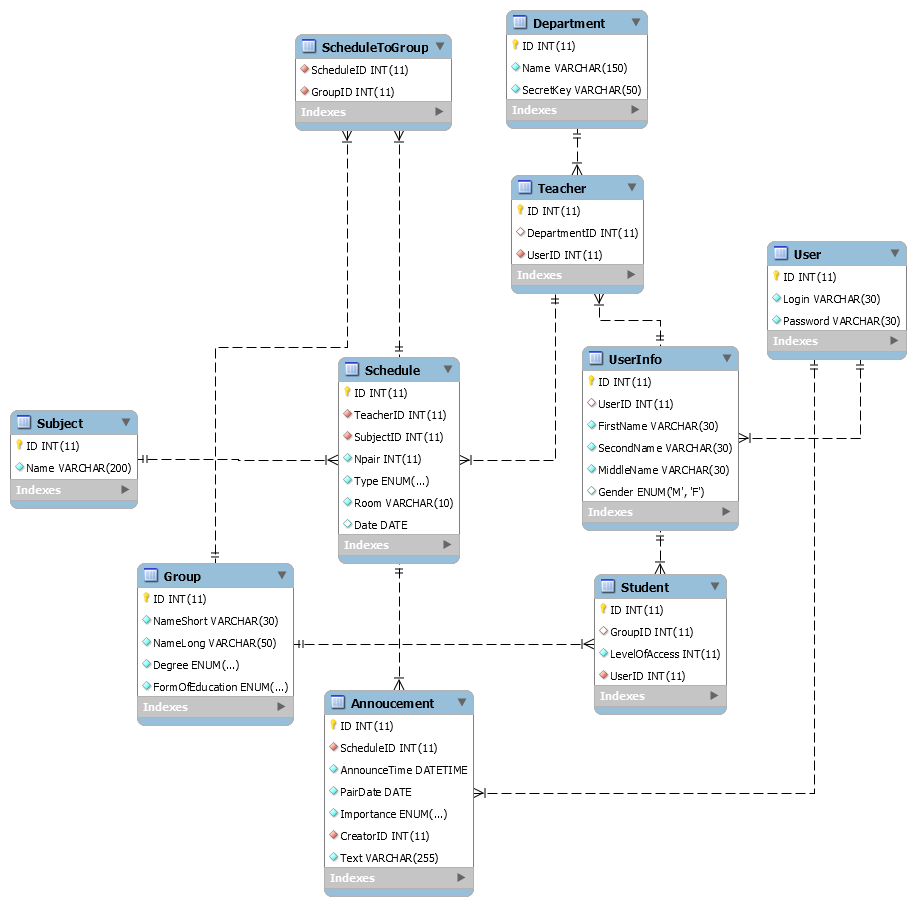 Department
ID INT(11)
Name VARCHAR(150)
SecretKey VARCHAR(50)
Indexes
ScheduleToGroup
ScheduleID INT(11)
GroupID INT(11)
Indexes
Teacher
ID INT(11)
DepartmentID INT(11)
UserID INT(11)
Indexes
User
ID INT(11)
Login VARCHAR(30)
Password VARCHAR(30)
Indexes
UserInfo
ID INT(11)
UserID INT(11)
FirstName VARCHAR(30)
SecondName VARCHAR(30)
MiddleName VARCHAR(30)
Gender ENUM('M', 'F')
Indexes
Schedule
ID INT(11)
TeacherID INT(11)
SubjectID INT(11)
Npair INT(11)
Type ENUM(...)
Room VARCHAR(10)
Date DATE
Indexes
Subject
ID INT(11)
Name VARCHAR(200)
Indexes
Group
ID INT(11)
NameShort VARCHAR(30)
NameLong VARCHAR(50)
Degree ENUM(...)
FormOfEducation ENUM(...)
Indexes
Student
ID INT(11)
GroupID INT(11)
LevelOfAccess INT(11)
UserID INT(11)
Indexes
Annoucement
ID INT(11)
ScheduleID INT(11)
AnnounceTime DATETIME
PairDate DATE
Importance ENUM(...)
CreatorID INT(11)
Text VARCHAR(255)
Indexes